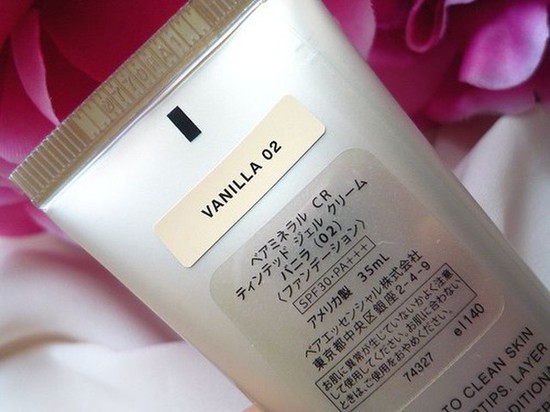 VANILLA 02
ベアミネラル CR
ティンテッド ジェル クリーム
バニラ (02)
〈ファンデーション〉
SPF30・PA+++
アメリカ製 35mL
ベアエッセンシャル株式会社
東京都中央区銀座2-4-9
お肌に異常が生じていないかよく注意
して使用してください。お肌に合わない
ときは、ご使用をおやめください。
74327 el140
TO CLEAN SKIN
TIPS. LAYER